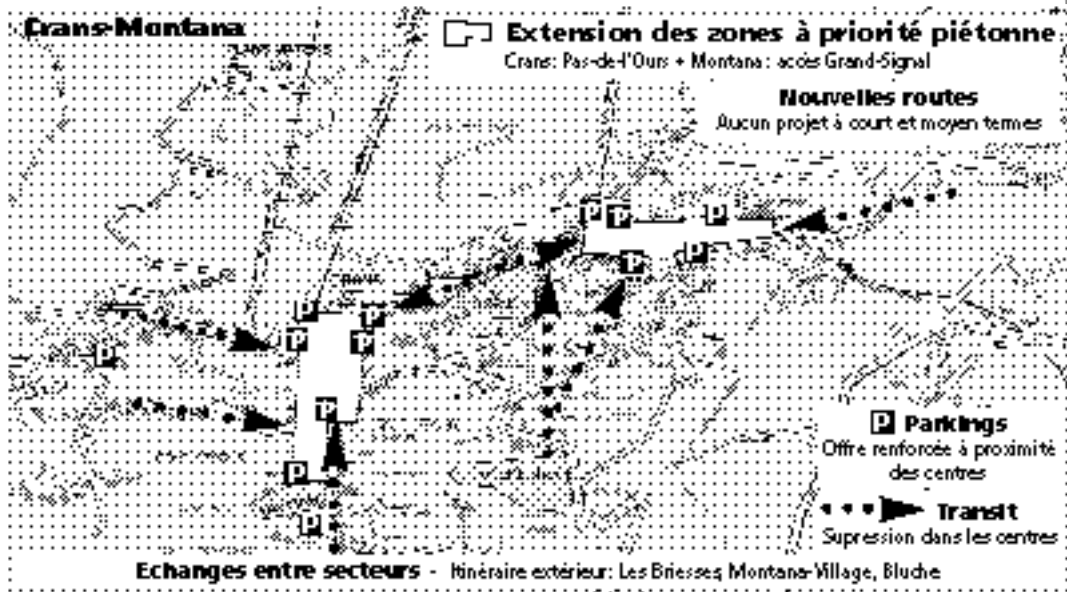 Crans-Montana
Extension des zones à priorité piétonne
Crans: Pas-de-l'Ours + Montana: accès Grand-Signal
Nouvelles routes
Aucun projet à court et moyen termes
P
P
P
P
P
P
P
P
P
P
P
P
P
P
P Parkings
Offre renforcée à proximité
des centres
Transit
Supression dans les centres
Echanges entre secteurs - Itinéraire extérieur: Les Briesses, Montana-Village, Bluche